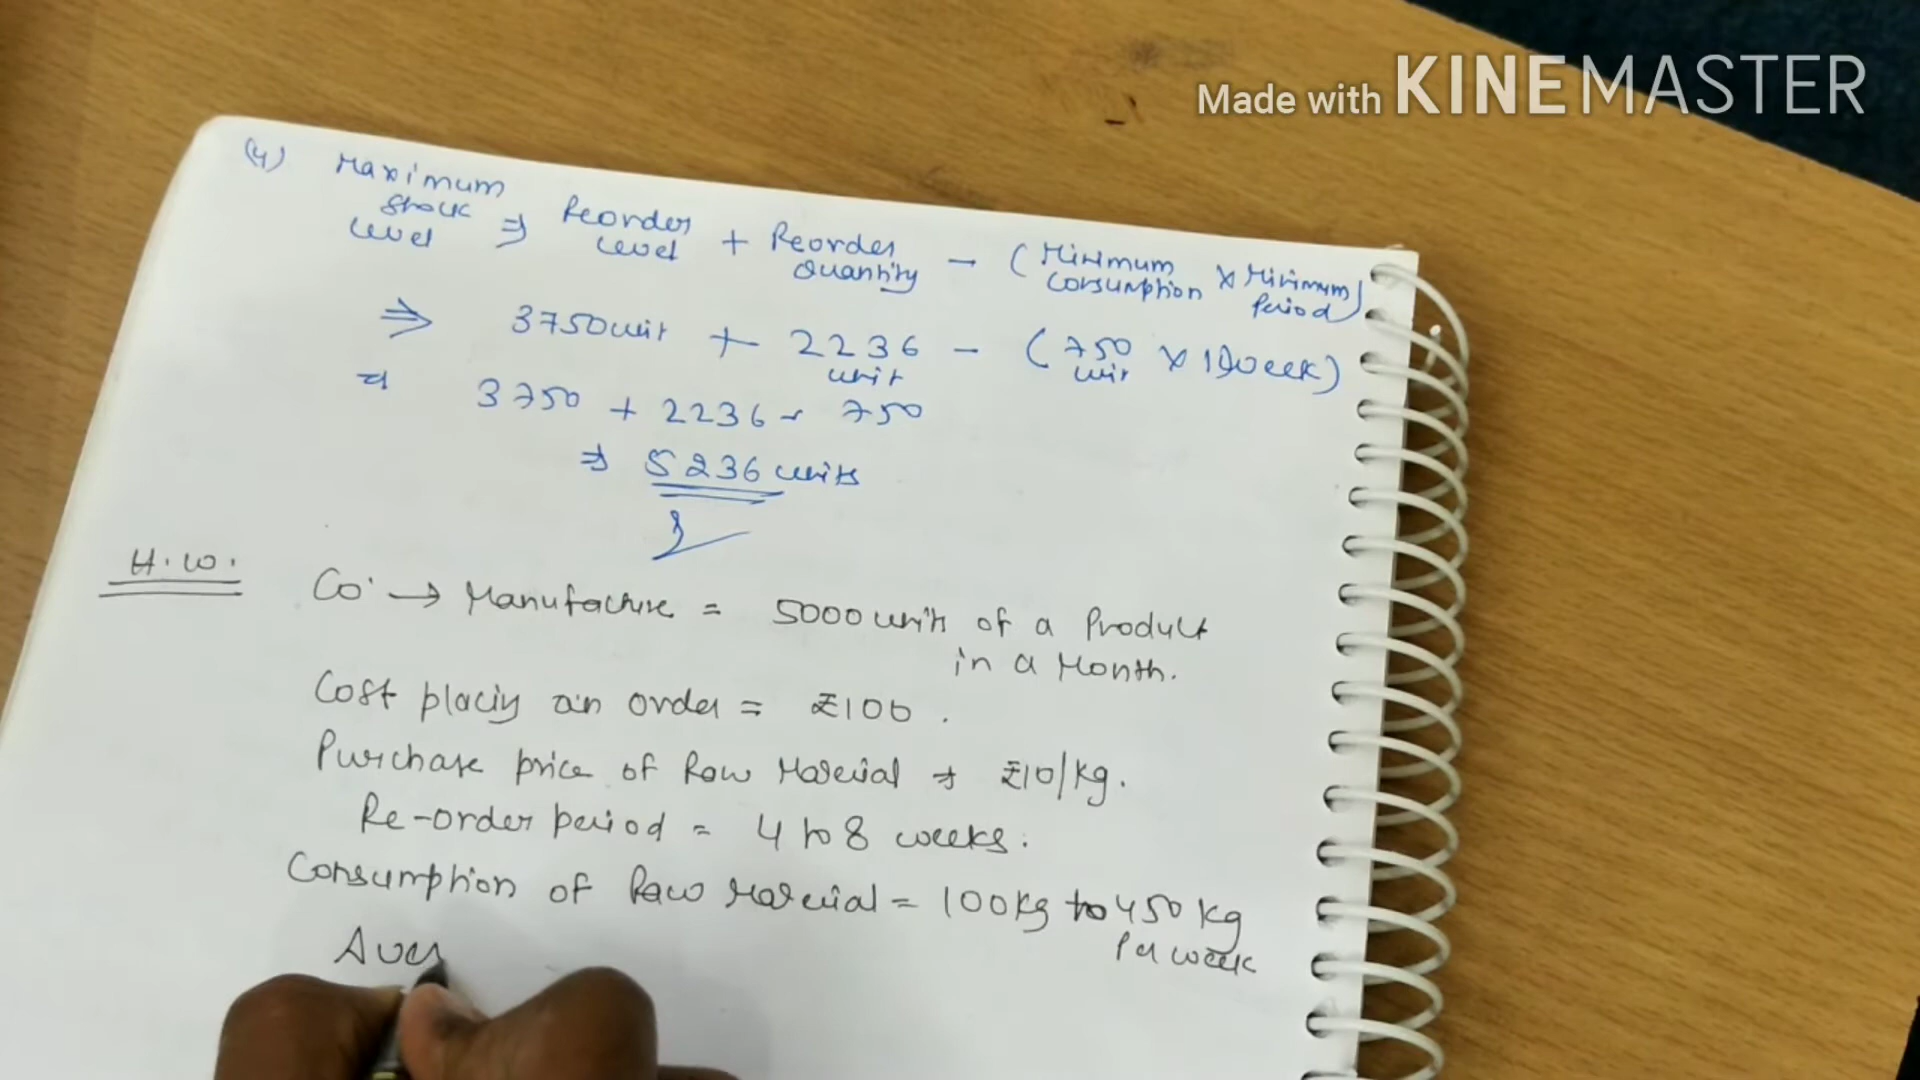 Made with KINEMASTER
(4) Maximum Stock Level ⇒ Reorder Level + Reorder Quantity - (Minimum Consumption × Minimum Period)
⇒ 3750 unit + 2236 unit - (750 unit × 1 week)
⇒ 3750 + 2236 - 750
⇒ 5236 units
H.W. Co. → Manufacture = 5000 units of a Product
in a Month.
Cost placing an order = ₹100.
Purchase price of Raw Material → ₹10/kg.
Re-order period = 4 to 8 weeks.
Consumption of Raw Material = 100kg to 450 kg
Per week
Aver